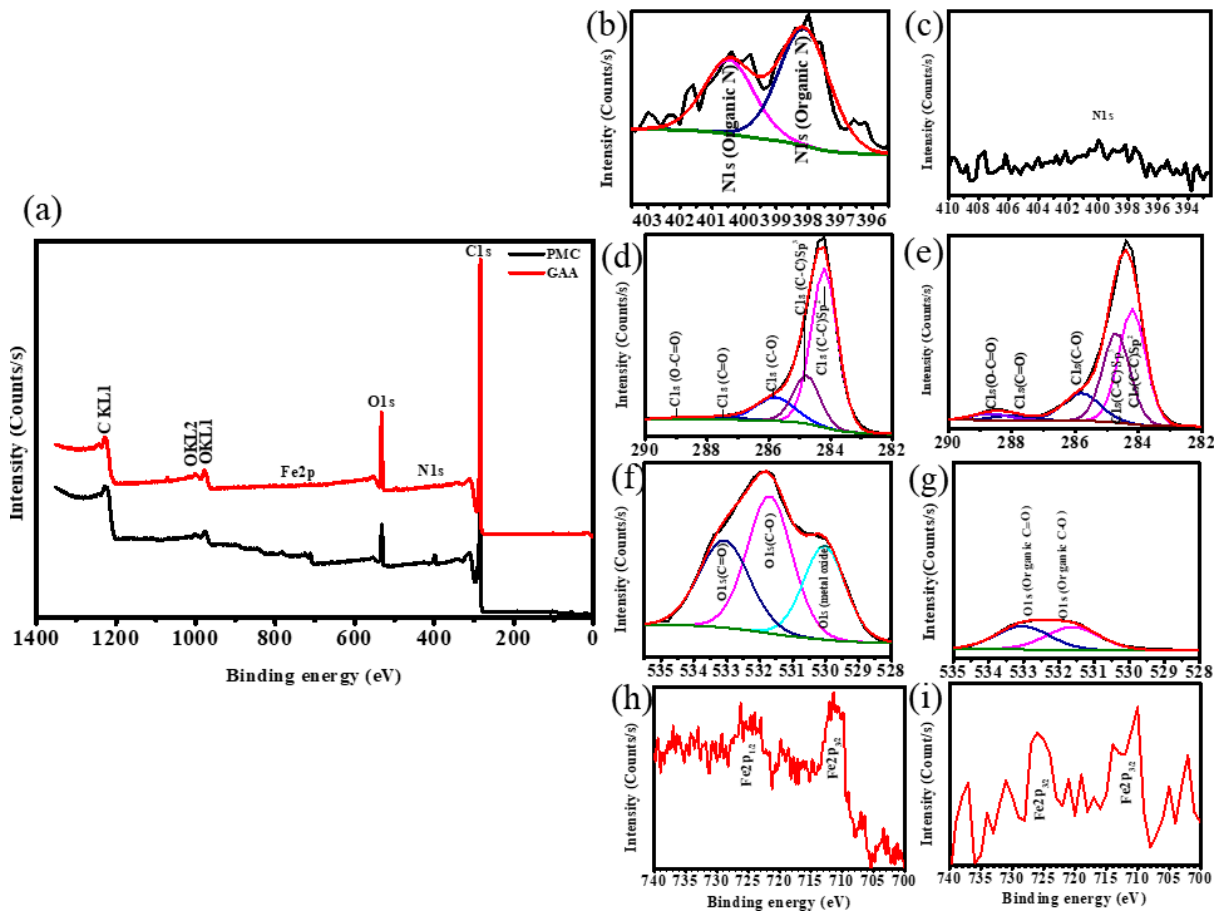 (a)
Intensity (Counts/s)
C KL1
OKL2
OKL1
Fe2p
O1s
N1s
C1s
PMC
GAA
1400 1200 1000 800 600 400 200 0
Binding energy (eV)
(b)
Intensity (Counts/s)
N1s (Organic N)
N1s (Organic N)
403 402 401 400 399 398 397 396
(c)
Intensity (Counts/s)
N1s
410 408 406 404 402 400 398 396 394
(d)
Intensity (Counts/s)
C1s (O-C=O)
C1s (C=O)
C1s (C-O)
C1s (C-C)Sp3
C1s (C-C)Sp2
290 288 286 284 282
(e)
Intensity (Counts/s)
C1s(O-C=O)
C1s(C=O)
C1s(C-O)
1s(C-C)Sp
C1s(C-C)Sp2
290 288 286 284 282
(f)
Intensity (Counts/s)
O1s(C=O)
O1s(C-O)
O1s (metal oxide)
535 534 533 532 531 530 529 528
(g)
Intensity(Counts/s)
O1s (Organic C=O)
O1s (Organic C-O)
535 534 533 532 531 530 529 528
(h)
Intensity (Counts/s)
Fe2p1/2
Fe2p3/2
740 735 730 725 720 715 710 705 700
Binding energy (eV)
(i)
Intensity (Counts/s)
Fe2p3/2
Fe2p3/2
740 735 730 725 720 715 710 705 700
Binding energy (eV)